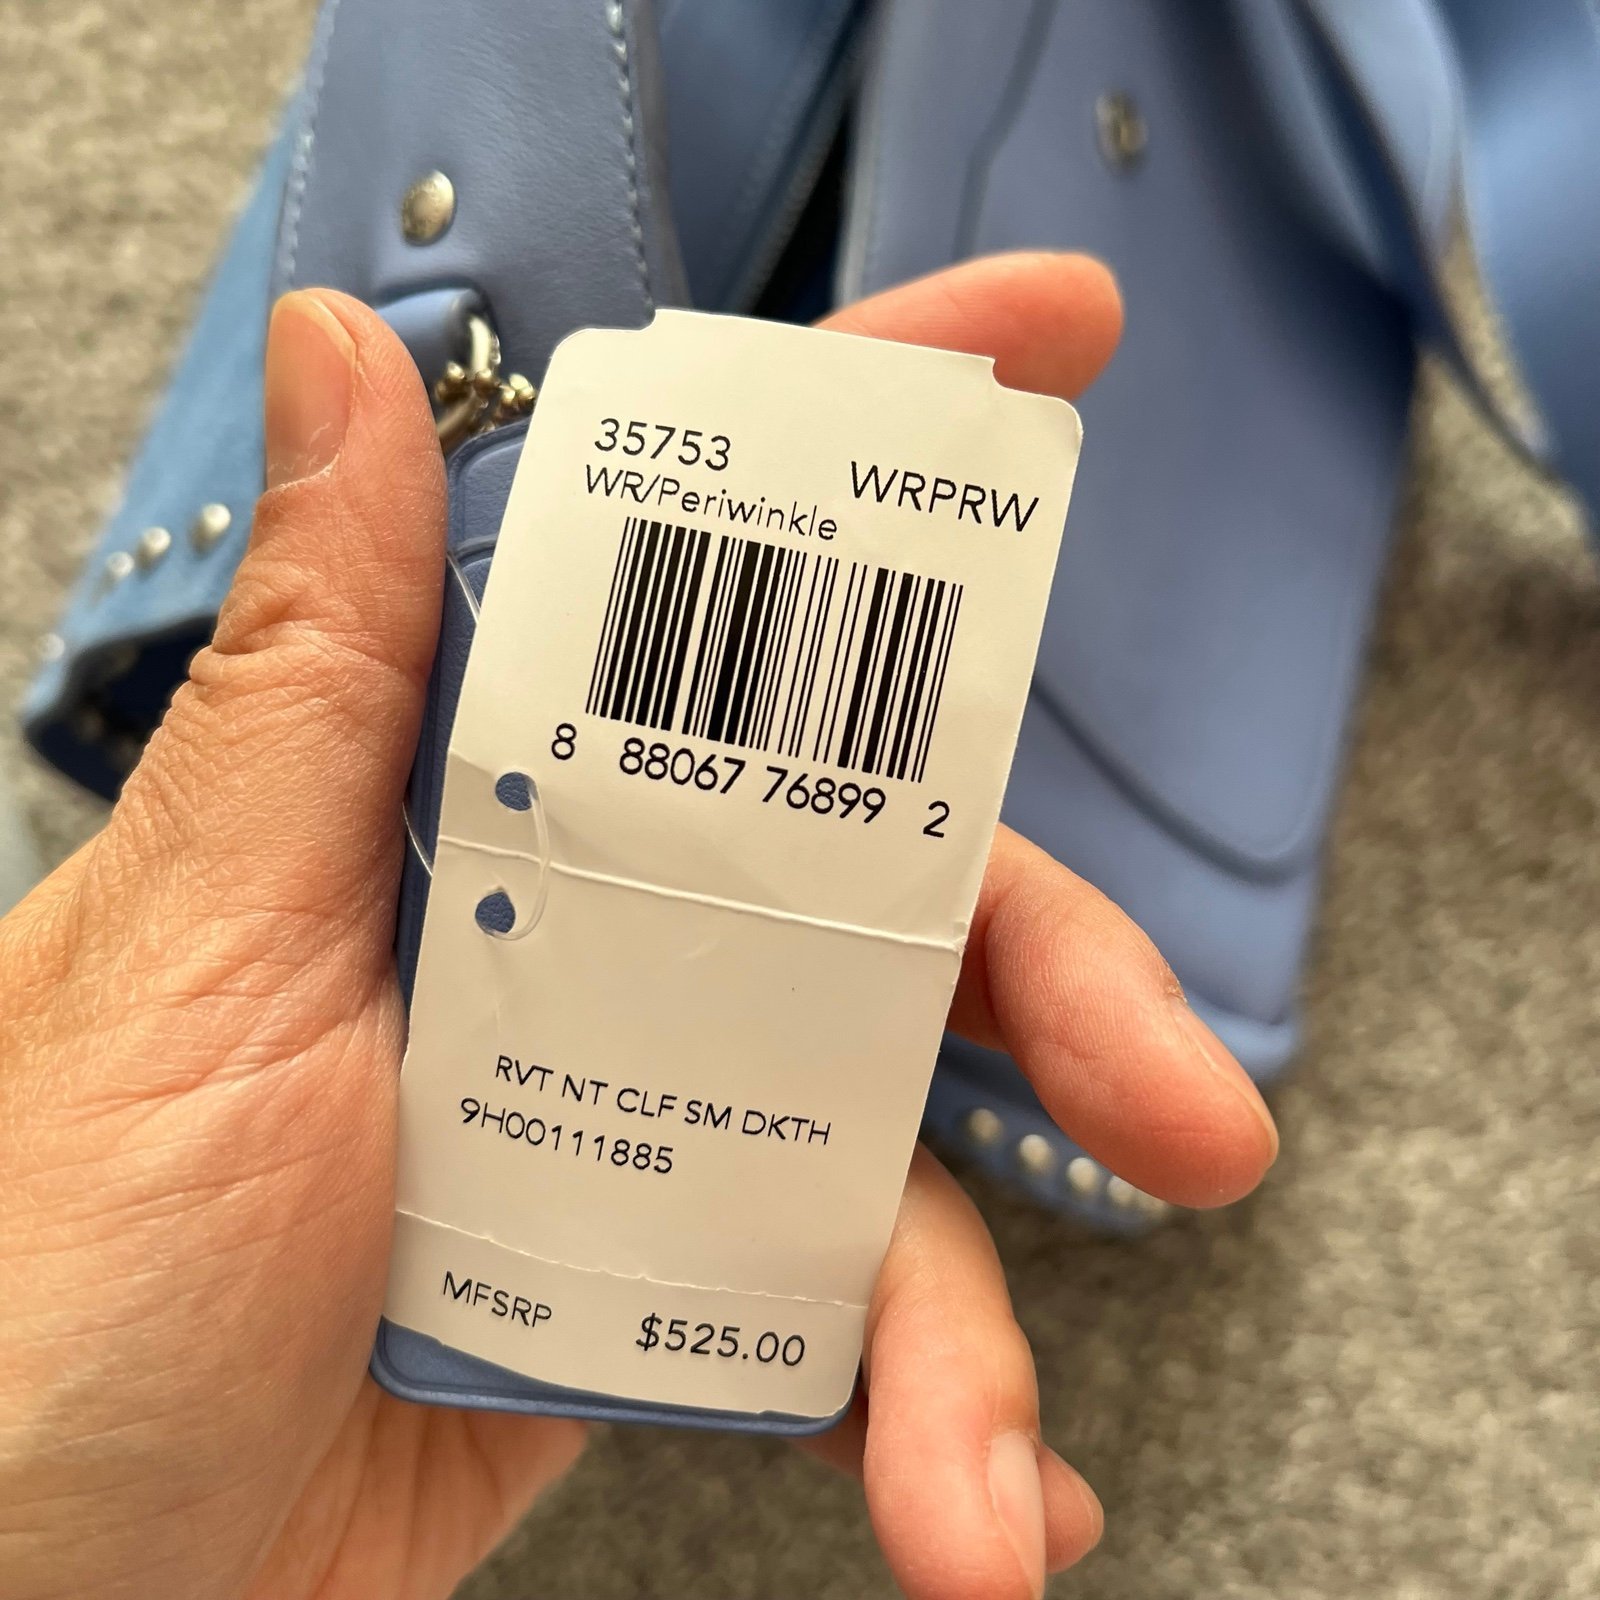 35753 WRPRW
WR/Periwinkle
8 88067 76899 2
RVT NT CLF SM DKTH
9H00111885
MFSRP $525.00